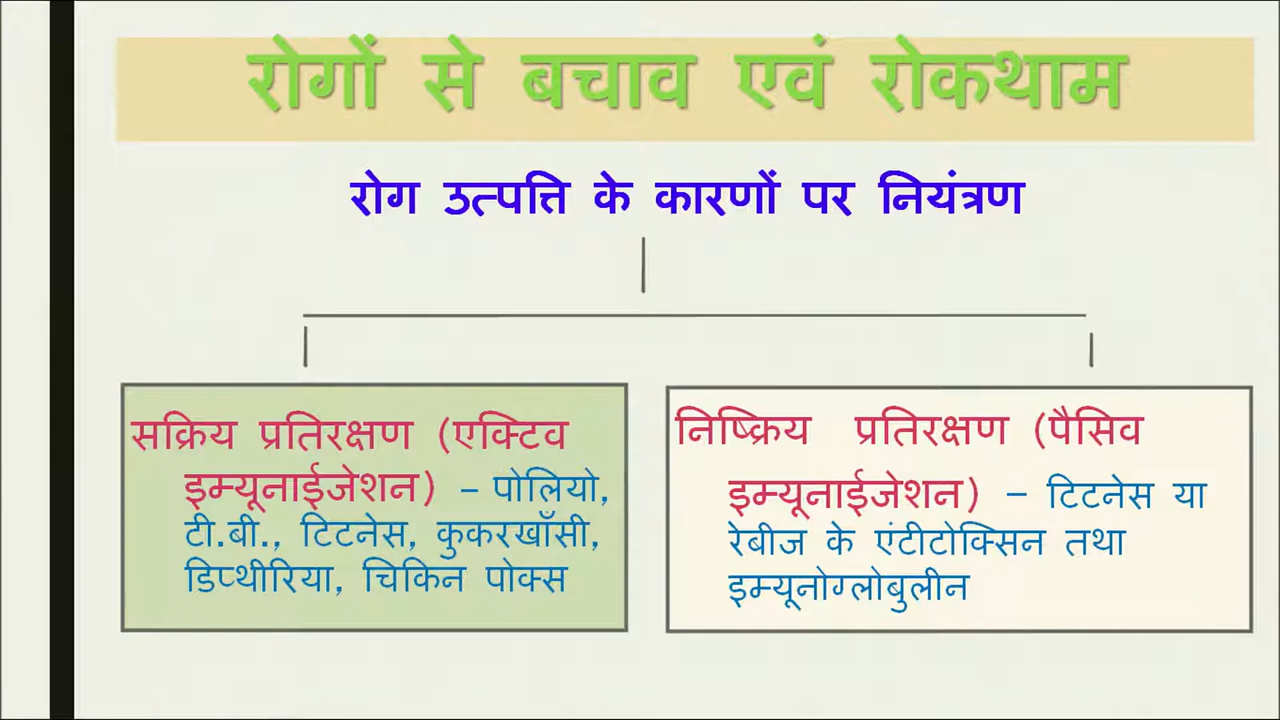 रोगों से बचाव एवं रोकथाम
रोग उत्पत्ति के कारणों पर नियंत्रण
सक्रिय प्रतिरक्षण (एक्टिव
इम्यूनाईजेशन) – पोलियो,
टी.बी., टिटनेस, कुकरखाँसी,
डिप्थीरिया, चिकिन पोक्स
निष्क्रिय प्रतिरक्षण (पैसिव
इम्यूनाईजेशन) – टिटनेस या
रेबीज के एंटीटोक्सिन तथा
इम्यूनोग्लोबुलीन